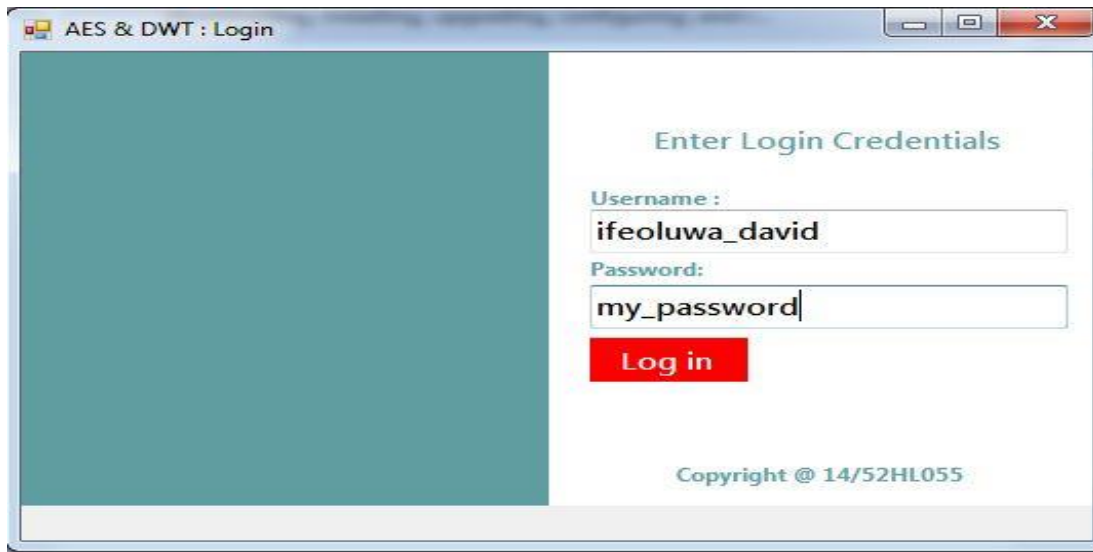 AES & DWT : Login
Enter Login Credentials
Username :
ifeoluwa_david
Password:
my_password
Log in
Copyright @ 14/52HL055